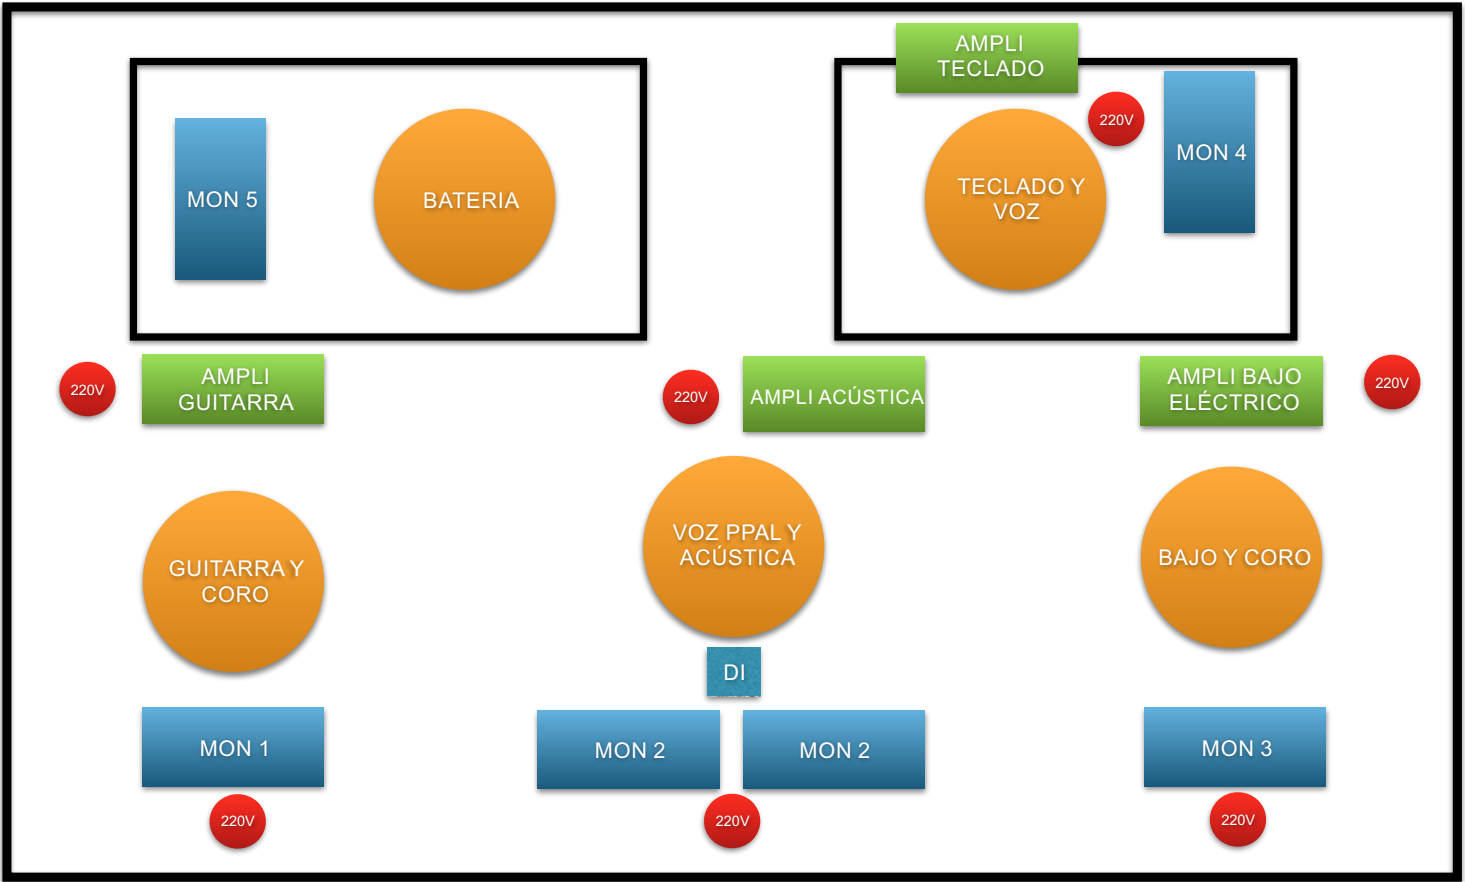 AMPLI
TECLADO
220V
MON 4
MON 5
BATERIA
TECLADO Y
VOZ
220V
AMPLI
GUITARRA
220V
AMPLI ACÚSTICA
AMPLI BAJO
ELÉCTRICO
220V
GUITARRA Y
CORO
VOZ PPAL Y
ACÚSTICA
BAJO Y CORO
DI
MON 1
MON 2
MON 2
MON 3
220V
220V
220V